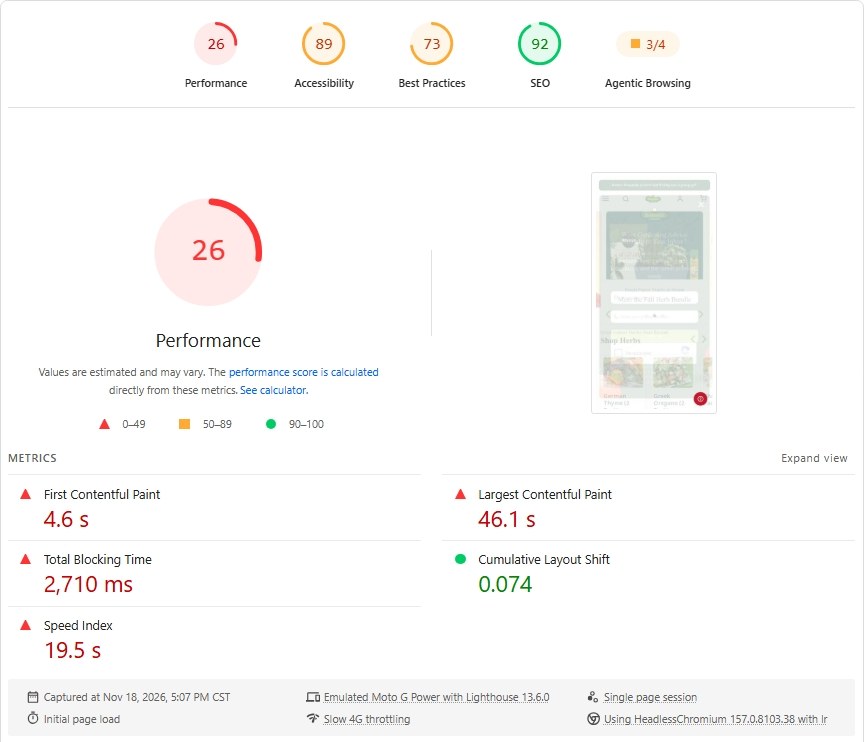 26
89
73
92
3/4
Performance
Accessibility
Best Practices
SEO
Agentic Browsing
26
Performance
Values are estimated and may vary. The performance score is calculated
directly from these metrics. See calculator.
0–49
50–89
90–100
METRICS
Expand view
First Contentful Paint
4.6 s
Largest Contentful Paint
46.1 s
Total Blocking Time
2,710 ms
Cumulative Layout Shift
0.074
Speed Index
19.5 s
Captured at Nov 18, 2026, 5:07 PM CST
Emulated Moto G Power with Lighthouse 13.6.0
Single page session
Initial page load
Slow 4G throttling
Using HeadlessChromium 157.0.8103.38 with lr
Shop Herbs
German
Greek